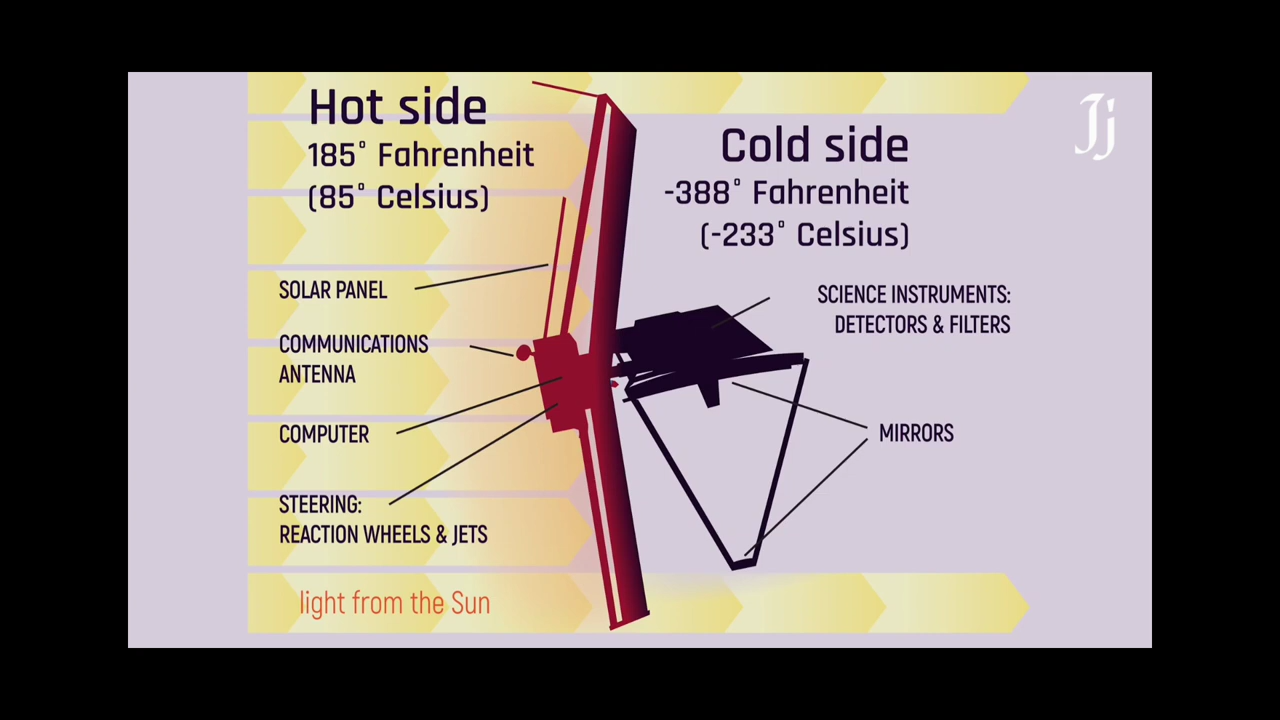 Hot side
185° Fahrenheit
(85° Celsius)
Cold side
-388° Fahrenheit
(-233° Celsius)
SOLAR PANEL
COMMUNICATIONS
ANTENNA
COMPUTER
STEERING:
REACTION WHEELS & JETS
light from the Sun
SCIENCE INSTRUMENTS:
DETECTORS & FILTERS
MIRRORS
Jj